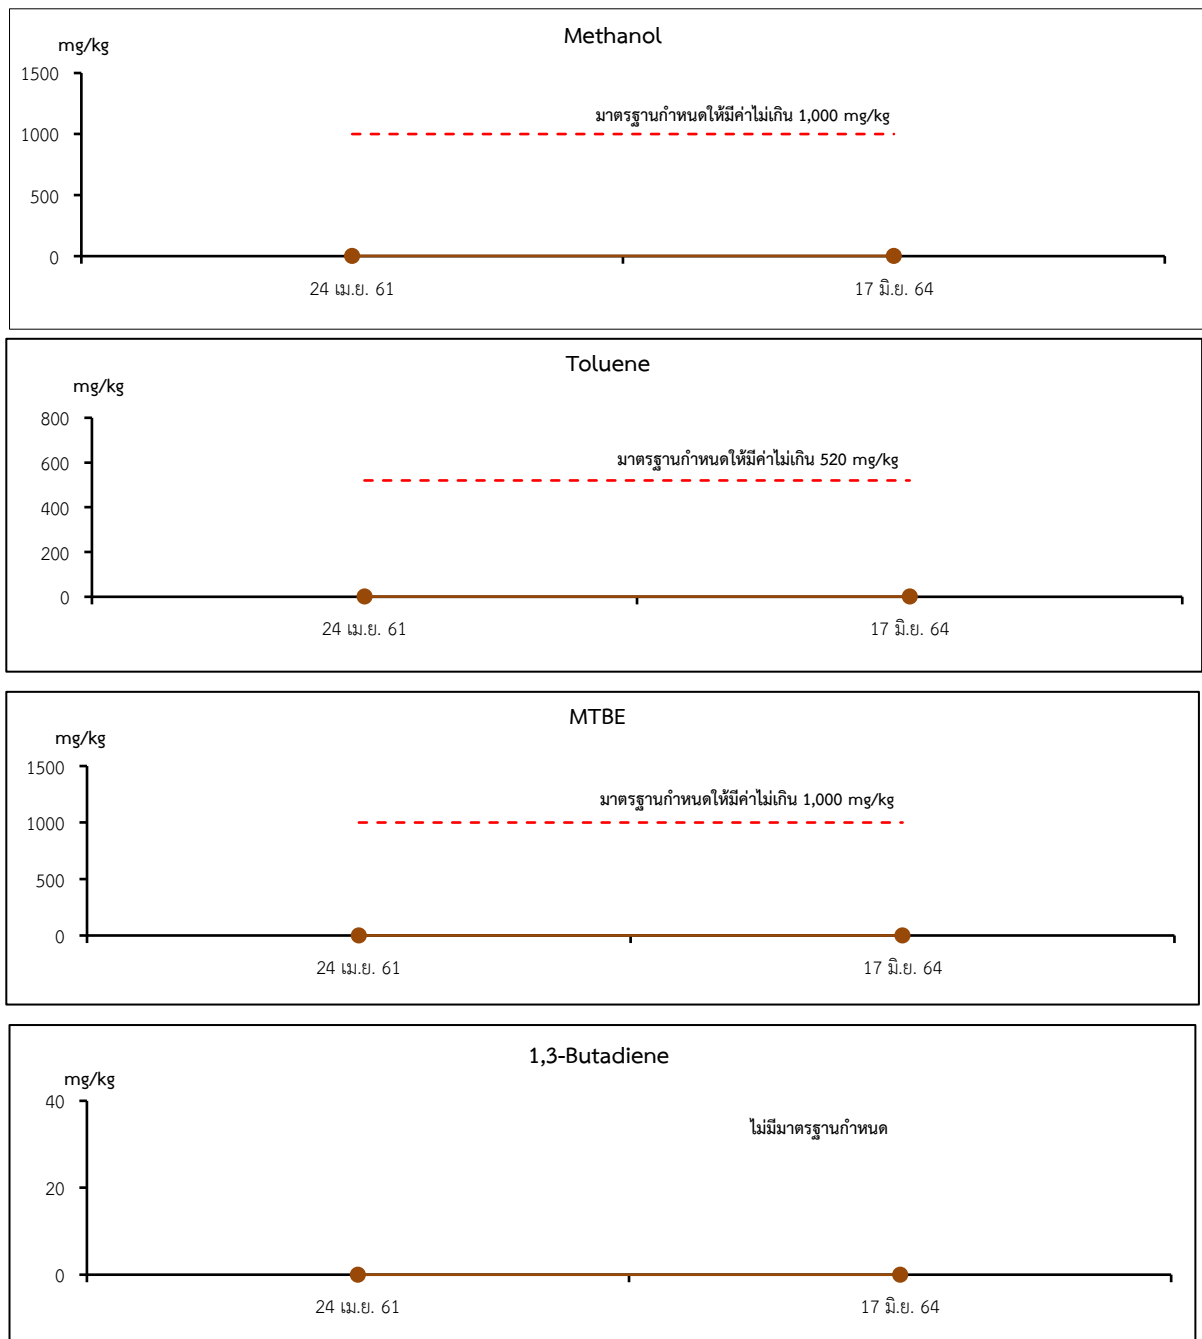 Methanol
mg/kg
1500
มาตรฐานกำหนดให้มีค่าไม่เกิน 1,000 mg/kg
1000
500
0
24 เม.ย. 61
17 มิ.ย. 64
Toluene
mg/kg
800
มาตรฐานกำหนดให้มีค่าไม่เกิน 520 mg/kg
600
400
200
0
24 เม.ย. 61
17 มิ.ย. 64
MTBE
mg/kg
1500
มาตรฐานกำหนดให้มีค่าไม่เกิน 1,000 mg/kg
1000
500
0
24 เม.ย. 61
17 มิ.ย. 64
1,3-Butadiene
mg/kg
40
ไม่มีมาตรฐานกำหนด
20
0
24 เม.ย. 61
17 มิ.ย. 64